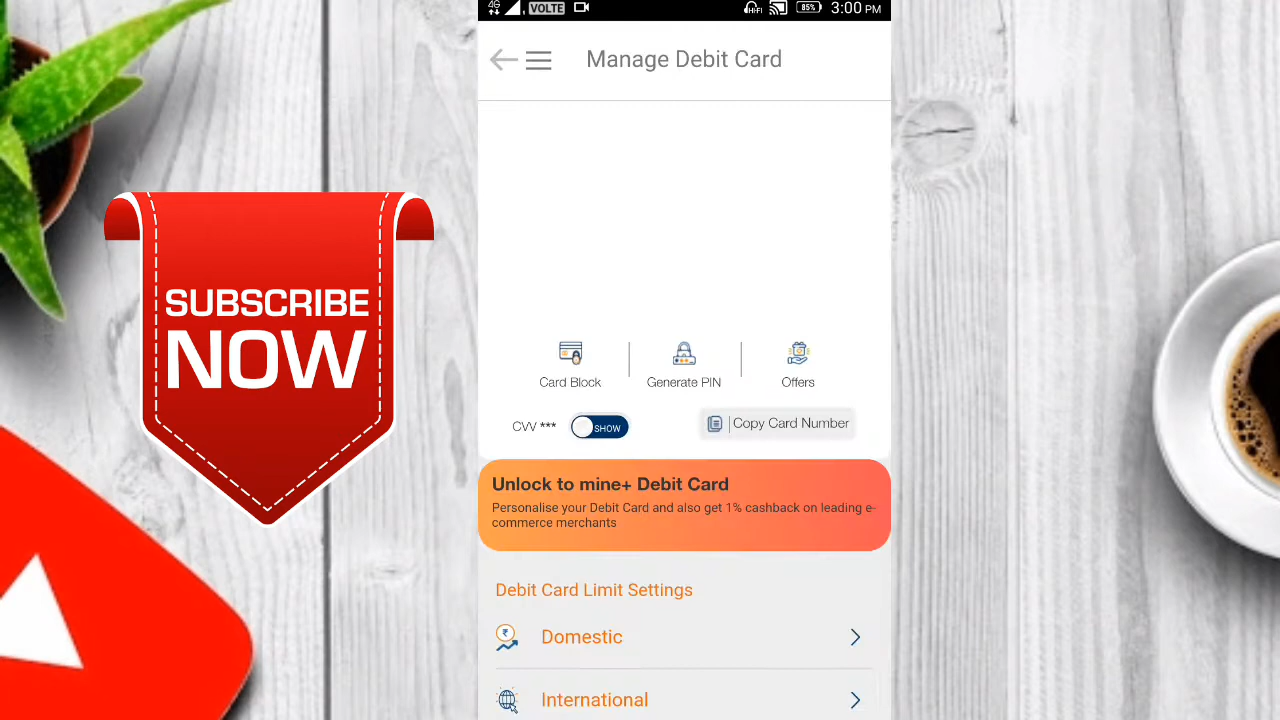 4G VOLTE HiFi 85% 3:00 PM
Manage Debit Card
SUBSCRIBE
NOW
Card Block
Generate PIN
Offers
CVV ***
SHOW
Copy Card Number
Unlock to mine+ Debit Card
Personalise your Debit Card and also get 1% cashback on leading e-
commerce merchants
Debit Card Limit Settings
Domestic
International